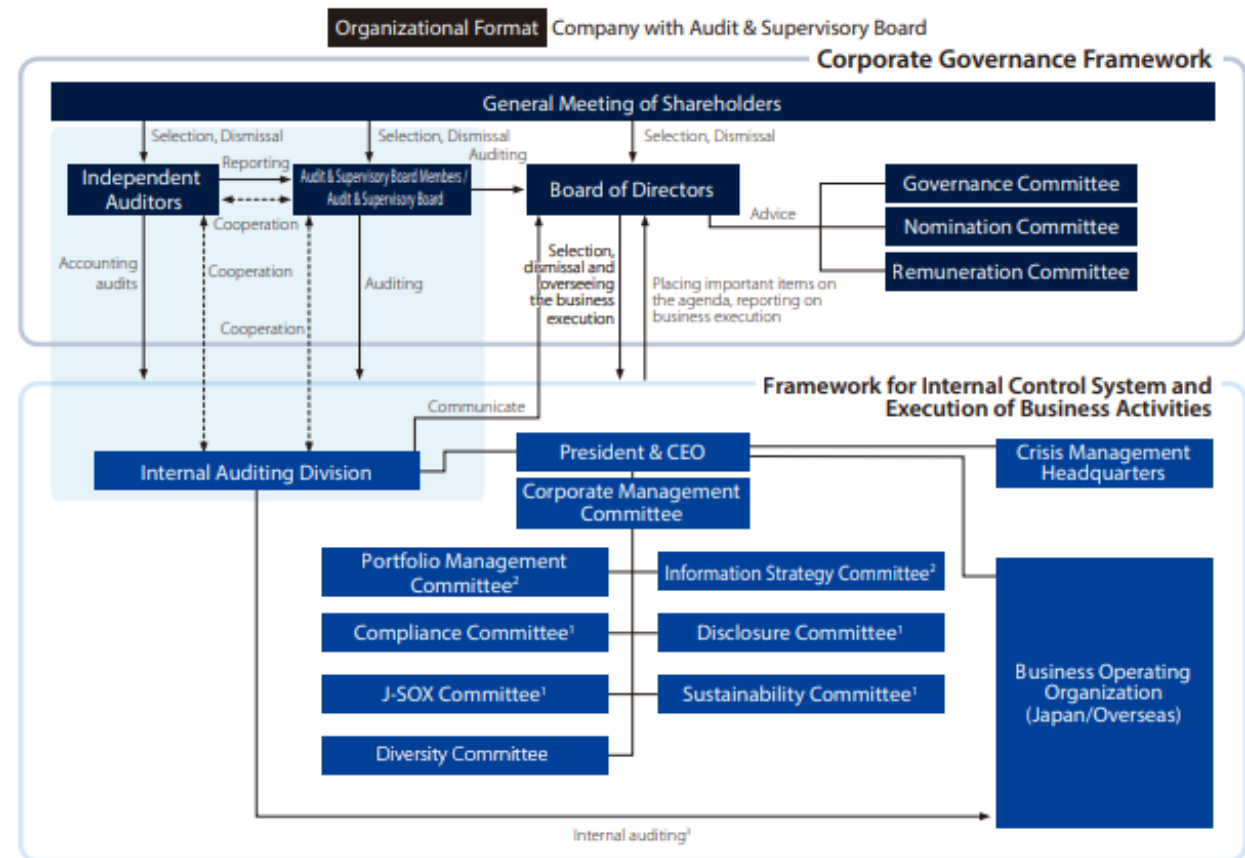 Organizational Format Company with Audit & Supervisory Board
Corporate Governance Framework
General Meeting of Shareholders
Selection, Dismissal
Selection, Dismissal
Selection, Dismissal
Reporting
Auditing
Independent
Auditors
Audit & Supervisory Board Members /
Audit & Supervisory Board
Board of Directors
Governance Committee
Advice
Nomination Committee
Remuneration Committee
Cooperation
Accounting
audits
Cooperation
Auditing
Cooperation
Selection,
dismissal and
overseeing
the business
execution
Placing important items on
the agenda, reporting on
business execution
Framework for Internal Control System and
Execution of Business Activities
Communicate
Internal Auditing Division
President & CEO
Corporate Management
Committee
Crisis Management
Headquarters
Portfolio Management
Committee²
Information Strategy Committee²
Compliance Committee¹
Disclosure Committee¹
J-SOX Committee¹
Sustainability Committee¹
Diversity Committee
Business Operating
Organization
(Japan/Overseas)
Internal auditing³